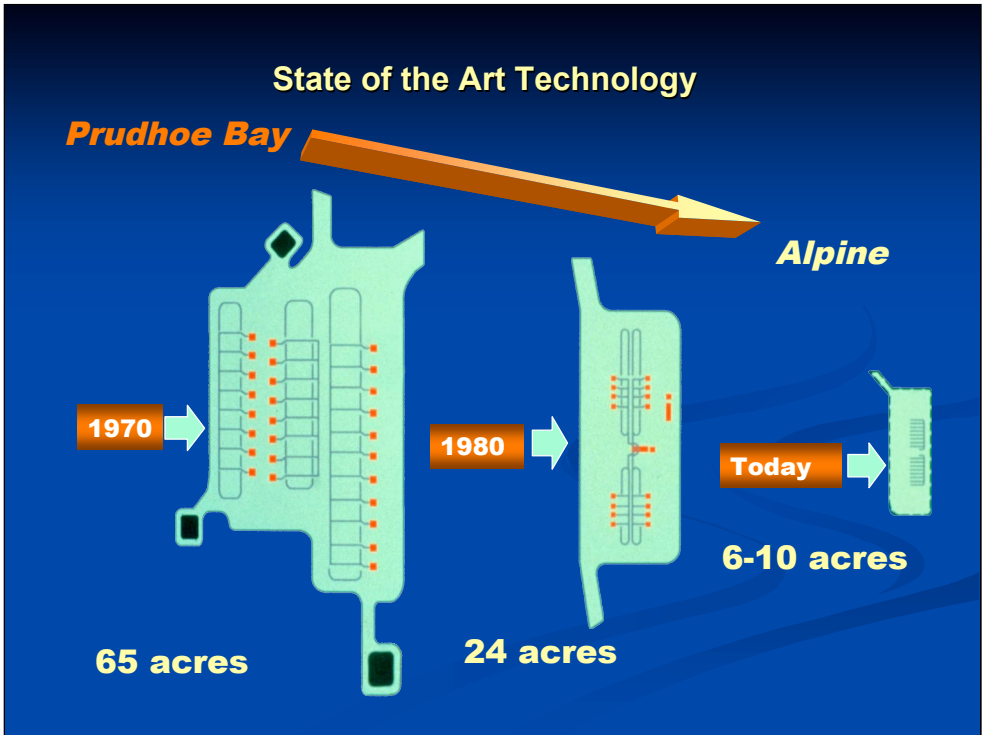 State of the Art Technology
Prudhoe Bay
Alpine
1970
1980
Today
6-10 acres
65 acres
24 acres